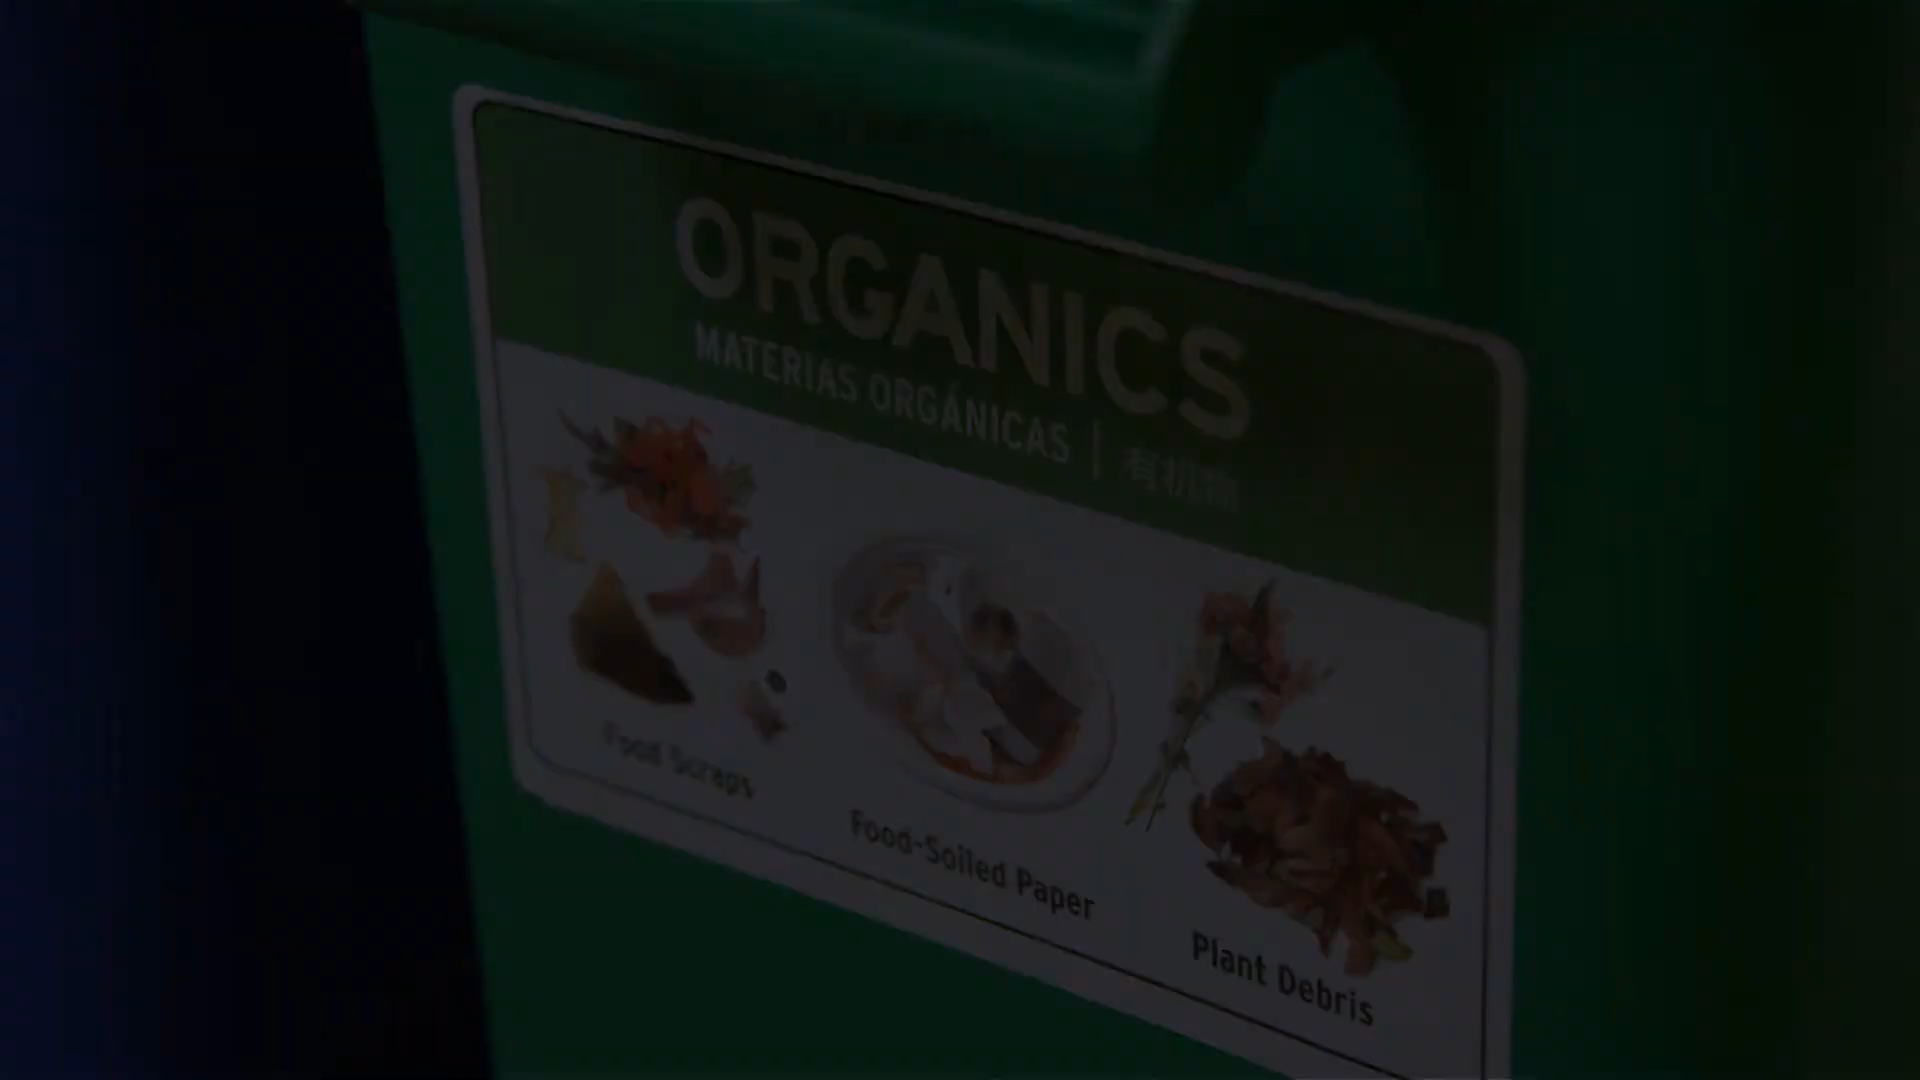 ORGANICS
MATERIAS ORGÁNICAS | 有机物
Food Scraps
Food-Soiled Paper
Plant Debris